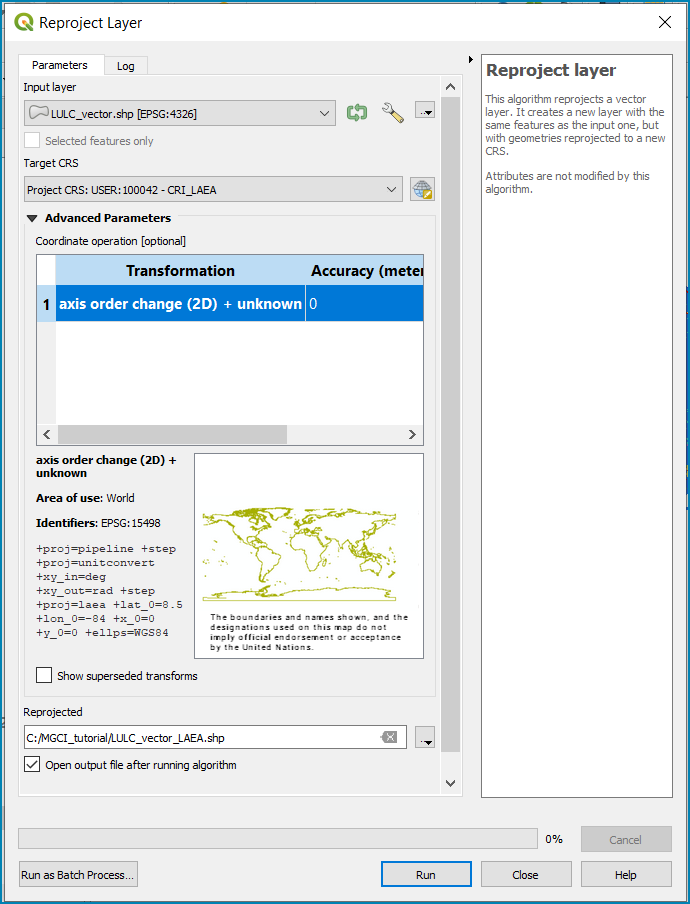 Reproject Layer
Parameters
Log
Input layer
LULC_vector.shp [EPSG:4326]
...
Selected features only
Target CRS
Project CRS: USER:100042 - CRI_LAEA
Advanced Parameters
Coordinate operation [optional]
Transformation
Accuracy (meter
1
axis order change (2D) + unknown
0
axis order change (2D) +
unknown
Area of use: World
Identifiers: EPSG:15498
+proj=pipeline +step
+proj=unitconvert
+xy_in=deg
+xy_out=rad +step
+proj=laea +lat_0=8.5
+lon_0=-84 +x_0=0
+y_0=0 +ellps=WGS84
The boundaries and names shown, and the
designations used on this map do not
imply official endorsement or acceptance
by the United Nations.
Show superseded transforms
Reprojected
C:/MGCI_tutorial/LULC_vector_LAEA.shp
...
Open output file after running algorithm
Reproject layer
This algorithm reprojects a vector
layer. It creates a new layer with the
same features as the input one, but
with geometries reprojected to a new
CRS.
Attributes are not modified by this
algorithm.
0%
Cancel
Run as Batch Process...
Run
Close
Help